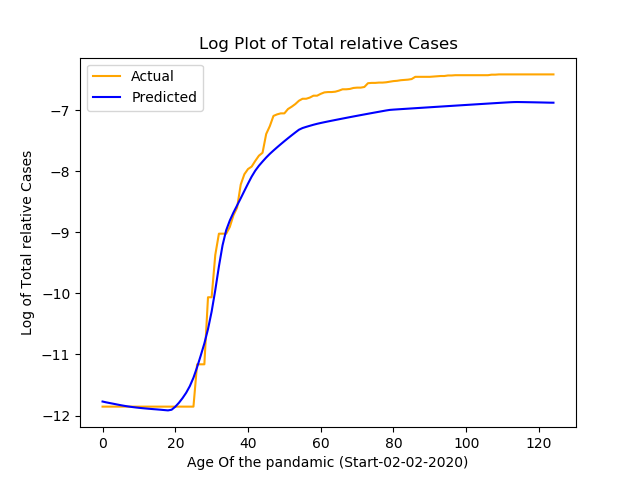 Log Plot of Total relative Cases
Actual
Predicted
Log of Total relative Cases
−7
−8
−9
−10
−11
−12
0 20 40 60 80 100 120
Age Of the pandamic (Start-02-02-2020)